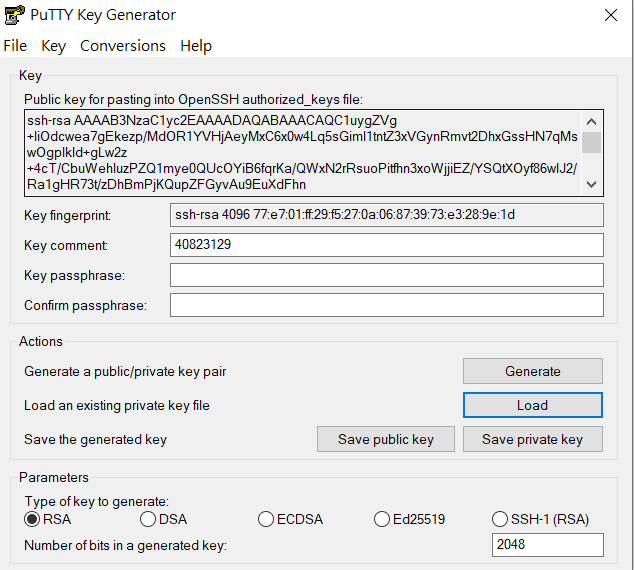 PuTTY Key Generator
File Key Conversions Help
Key
Public key for pasting into OpenSSH authorized_keys file:
ssh-rsa AAAAB3NzaC1yc2EAAAADAQABAAACAQC1uygZVg
+IiOdcwea7gEkezp/MdOR1YVHjAeyMxC6x0w4Lq5sGimI1tntZ3xVGynRmvt2DhxGssHN7qMs
wOgpIkId+gLw2z
+4cT/CbuWehIuzPZQ1mye0QUcOYiB6fqrKa/QWxN2rRsuoPitfhn3xoWjjiEZ/YSQtXOyf86wIJ2/
Ra1gHR73t/zDhBmPjKQupZFGyvAu9EuXdFhn
Key fingerprint:
ssh-rsa 4096 77:e7:01:ff:29:f5:27:0a:06:87:39:73:e3:28:9e:1d
Key comment:
40823129
Key passphrase:
Confirm passphrase:
Actions
Generate a public/private key pair
Generate
Load an existing private key file
Load
Save the generated key
Save public key
Save private key
Parameters
Type of key to generate:
RSA
DSA
ECDSA
Ed25519
SSH-1 (RSA)
Number of bits in a generated key:
2048